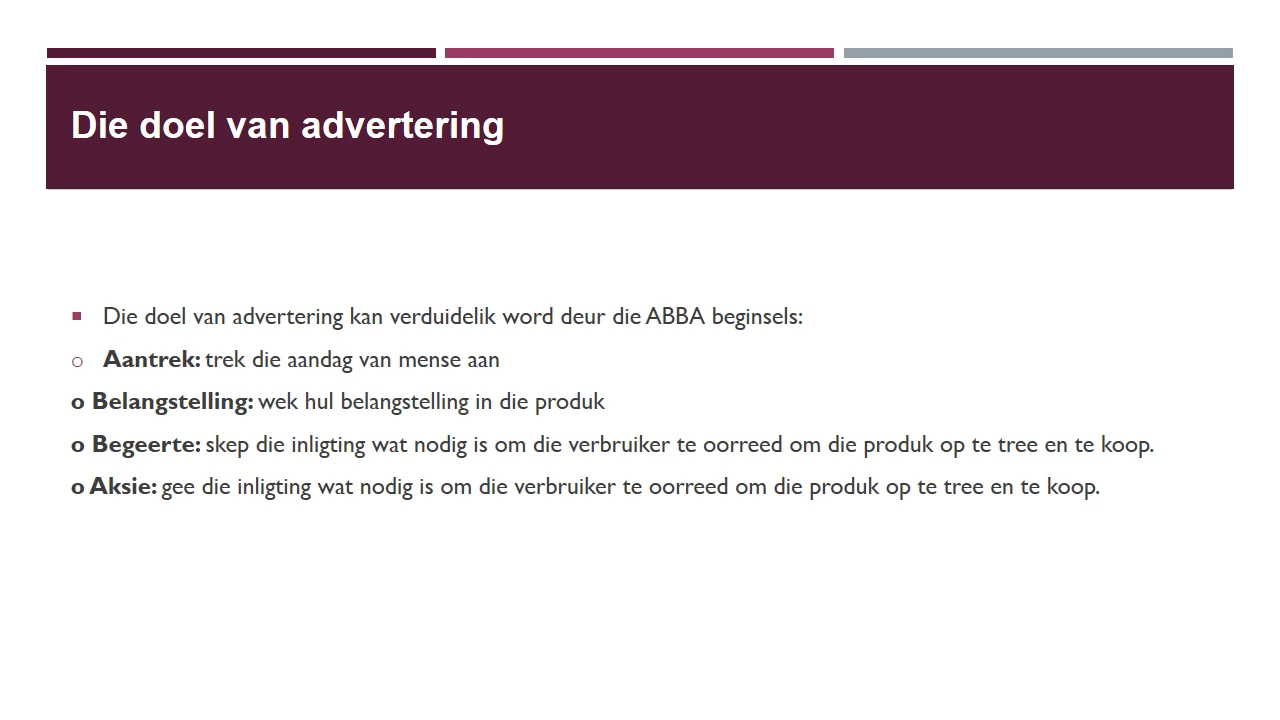 Die doel van advertering
▪ Die doel van advertering kan verduidelik word deur die ABBA beginsels:
o Aantrek: trek die aandag van mense aan
o Belangstelling: wek hul belangstelling in die produk
o Begeerte: skep die inligting wat nodig is om die verbruiker te oorreed om die produk op te tree en te koop.
o Aksie: gee die inligting wat nodig is om die verbruiker te oorreed om die produk op te tree en te koop.